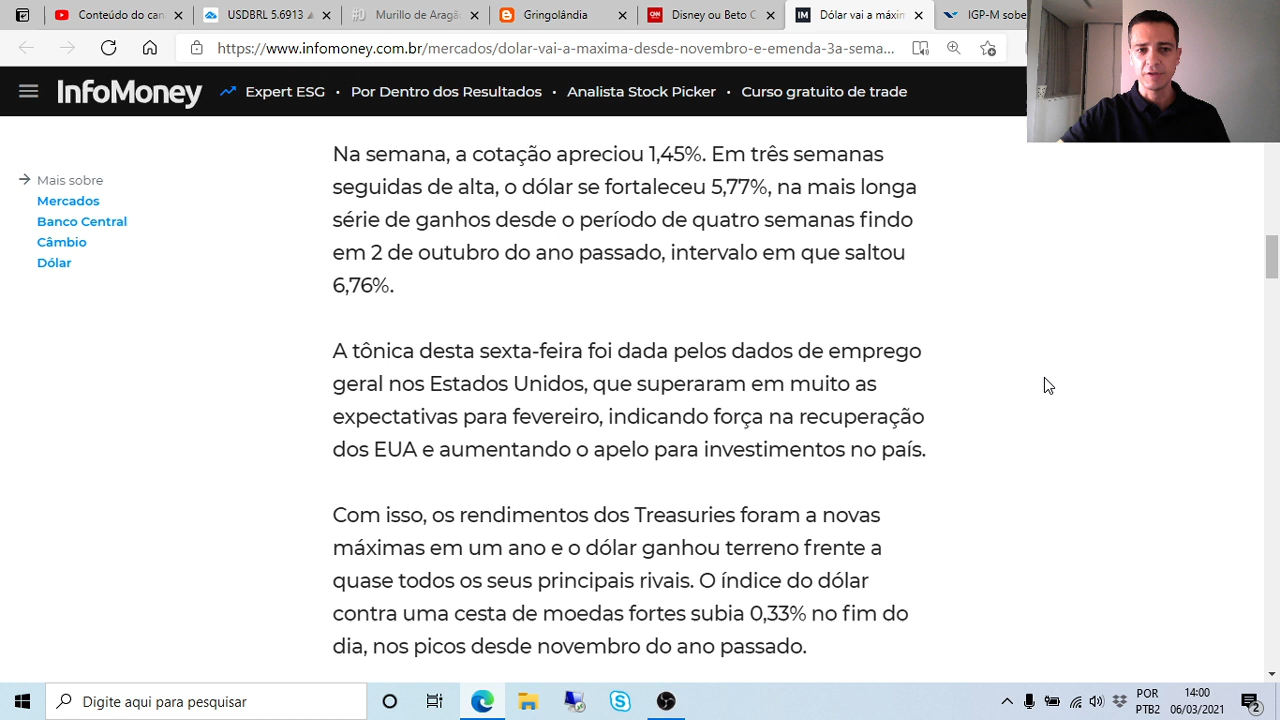 Conteúdo do cana
USDBRL 5.6913
Murillo de Aragã
Gringolândia
Disney ou Beto C
Dólar vai a máxim
IGP-M sobe
https://www.infomoney.com.br/mercados/dolar-vai-a-maxima-desde-novembro-e-emenda-3a-sema...
InfoMoney
Expert ESG • Por Dentro dos Resultados • Analista Stock Picker • Curso gratuito de trade
Mais sobre
Mercados
Banco Central
Câmbio
Dólar
Na semana, a cotação apreciou 1,45%. Em três semanas
seguidas de alta, o dólar se fortaleceu 5,77%, na mais longa
série de ganhos desde o período de quatro semanas findo
em 2 de outubro do ano passado, intervalo em que saltou
6,76%.
A tônica desta sexta-feira foi dada pelos dados de emprego
geral nos Estados Unidos, que superaram em muito as
expectativas para fevereiro, indicando força na recuperação
dos EUA e aumentando o apelo para investimentos no país.
Com isso, os rendimentos dos Treasuries foram a novas
máximas em um ano e o dólar ganhou terreno frente a
quase todos os seus principais rivais. O índice do dólar
contra uma cesta de moedas fortes subia 0,33% no fim do
dia, nos picos desde novembro do ano passado.
Digite aqui para pesquisar
POR
PTB2
14:00
06/03/2021
2